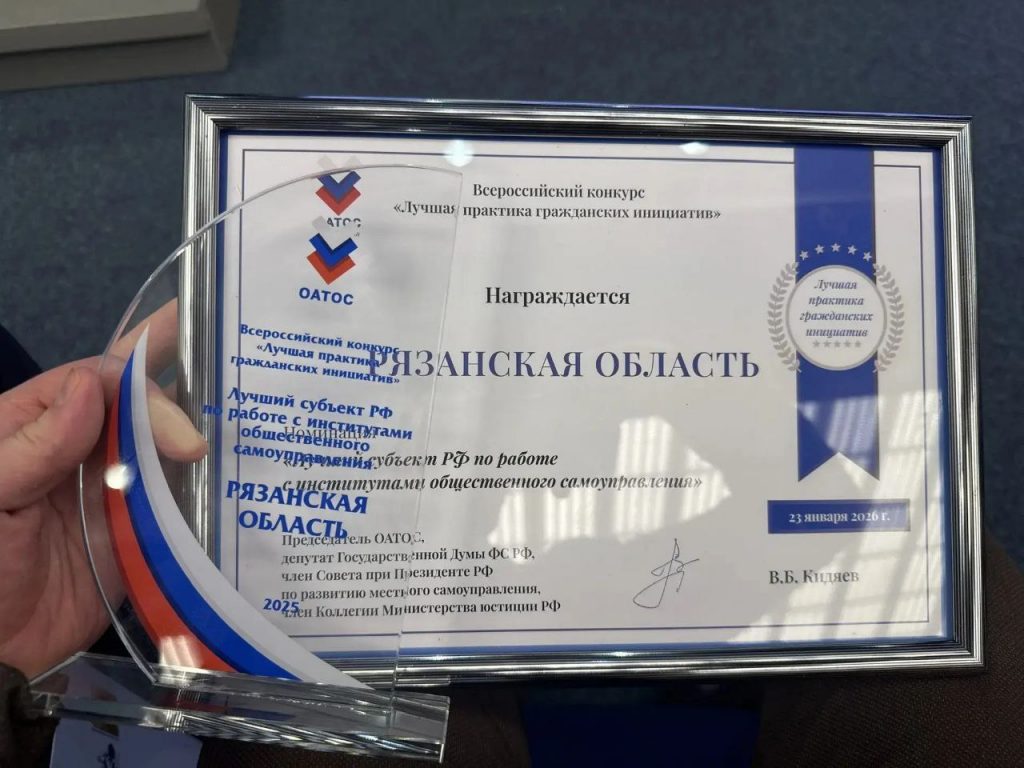 АТОС
ОАТОС
Всероссийский конкурс
«Лучшая практика
гражданских инициатив»
Лучший субъект РФ
по работе с институтами
общественного
самоуправления
РЯЗАНСКАЯ
ОБЛАСТЬ
2025
Всероссийский конкурс
«Лучшая практика гражданских инициатив»
Награждается
РЯЗАНСКАЯ ОБЛАСТЬ
Номинация
«Лучший субъект РФ по работе
с институтами общественного самоуправления»
Председатель ОАТОС,
депутат Государственной Думы ФС РФ,
член Совета при Президенте РФ
по развитию местного самоуправления,
член Коллегии Министерства юстиции РФ
В.Б. Кидяев
Лучшая
практика
гражданских
инициатив
23 января 2026 г.